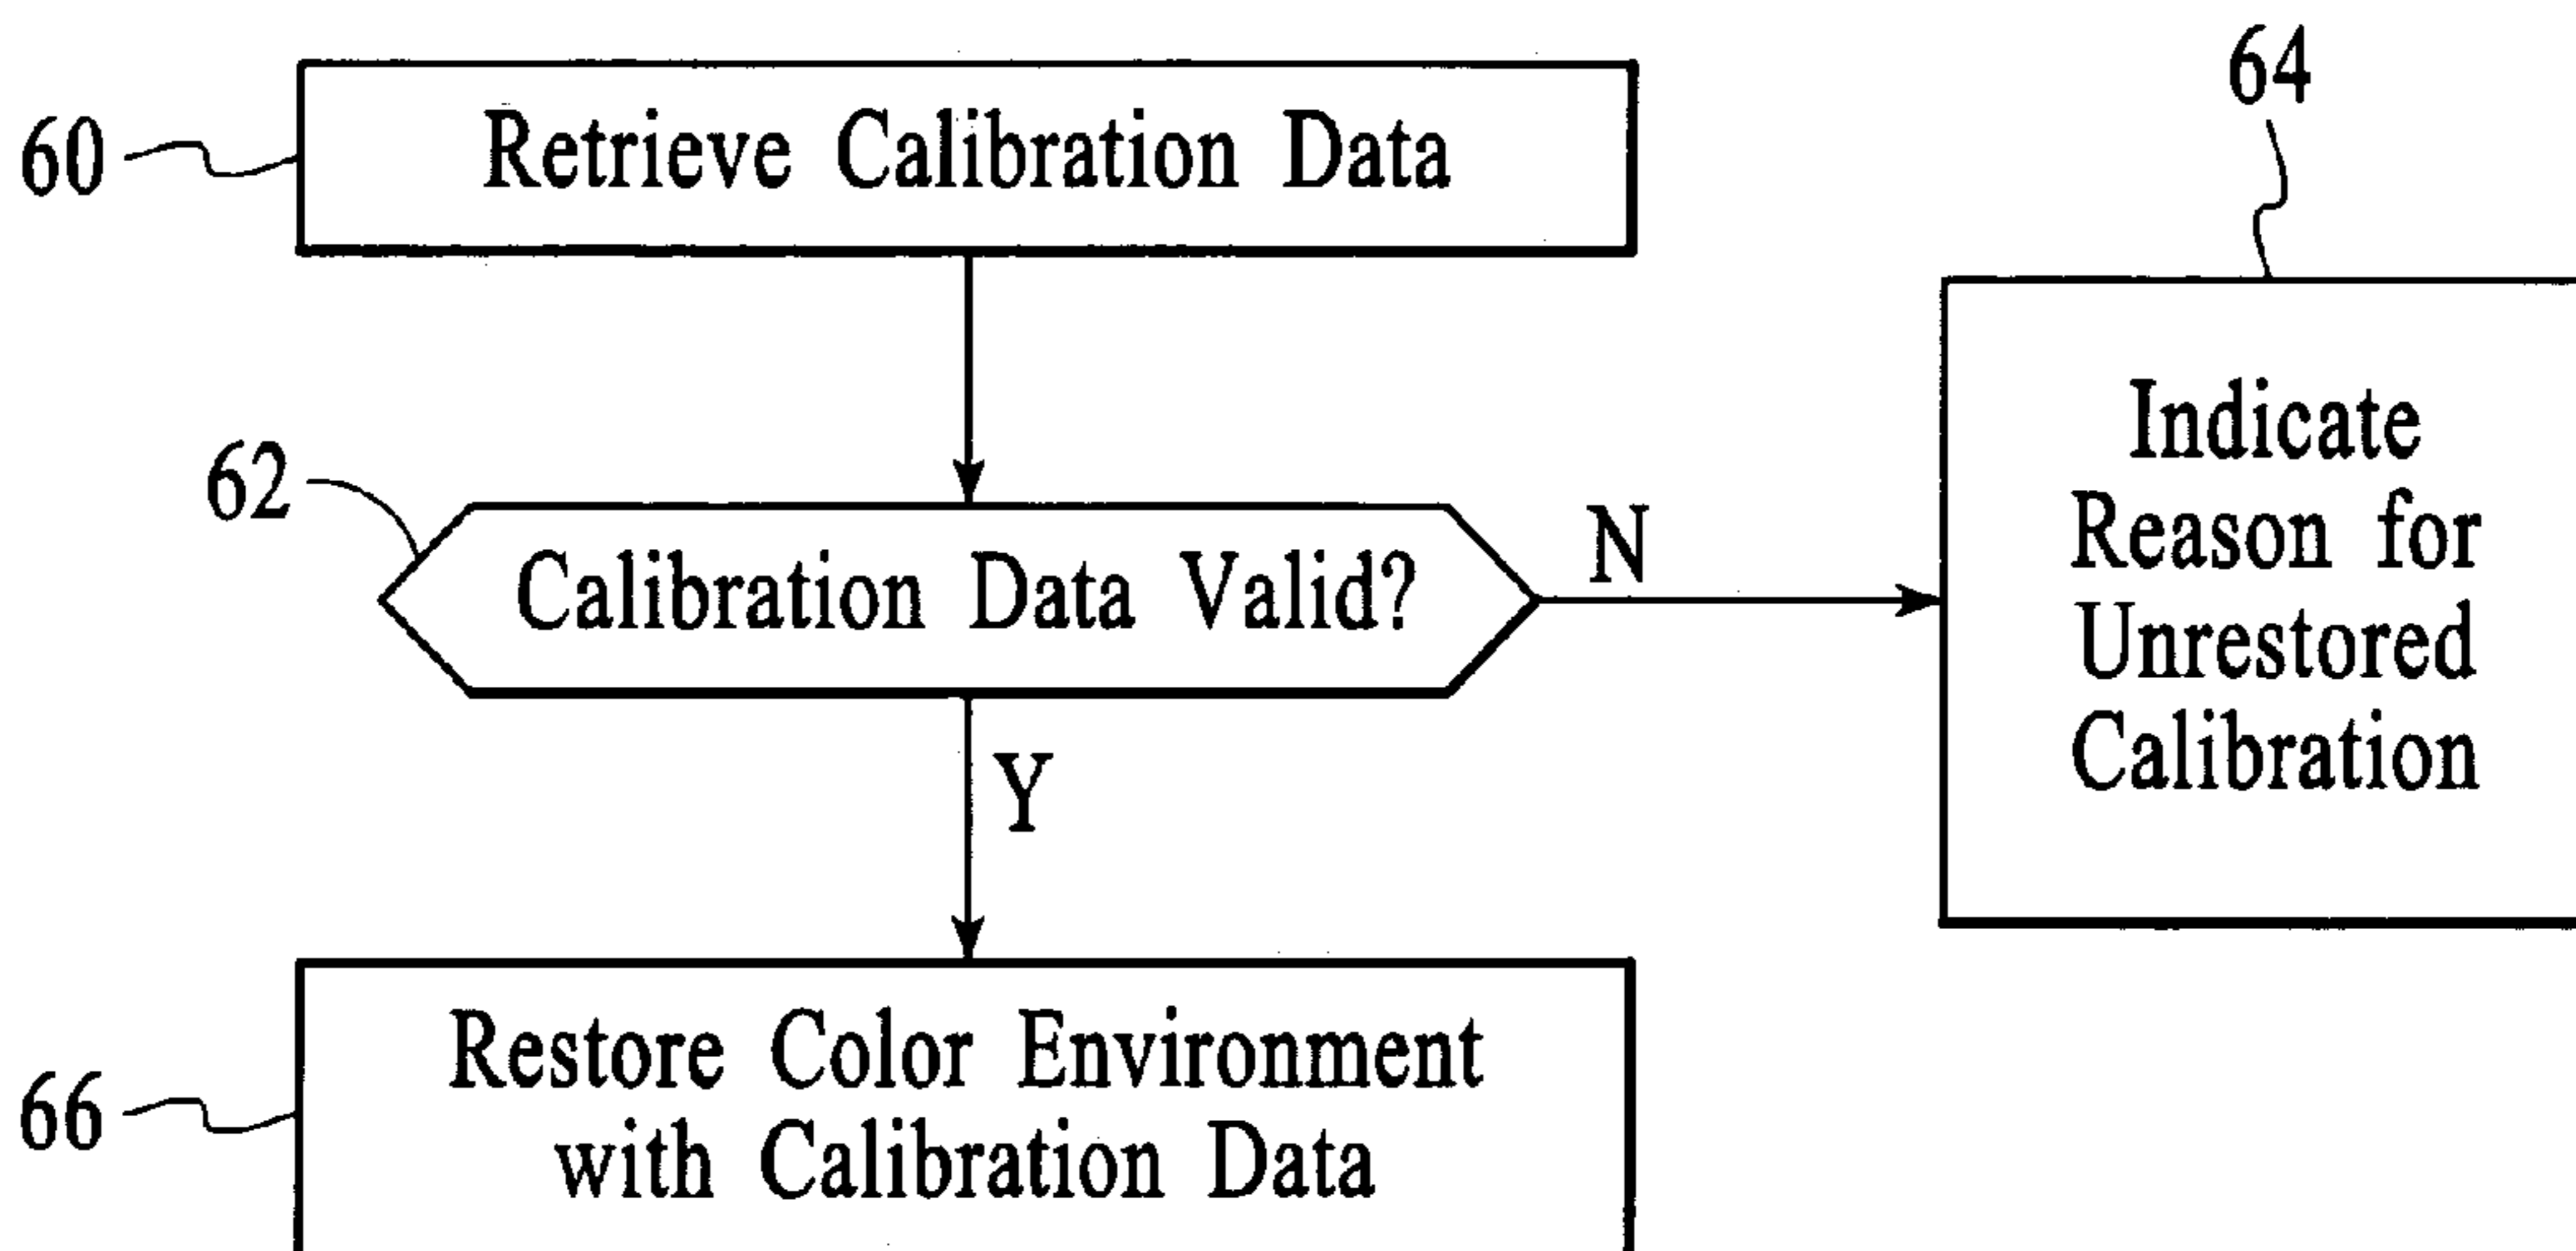 60
Retrieve Calibration Data
62
Calibration Data Valid?
N
64
Indicate
Reason for
Unrestored
Calibration
Y
66
Restore Color Environment
with Calibration Data